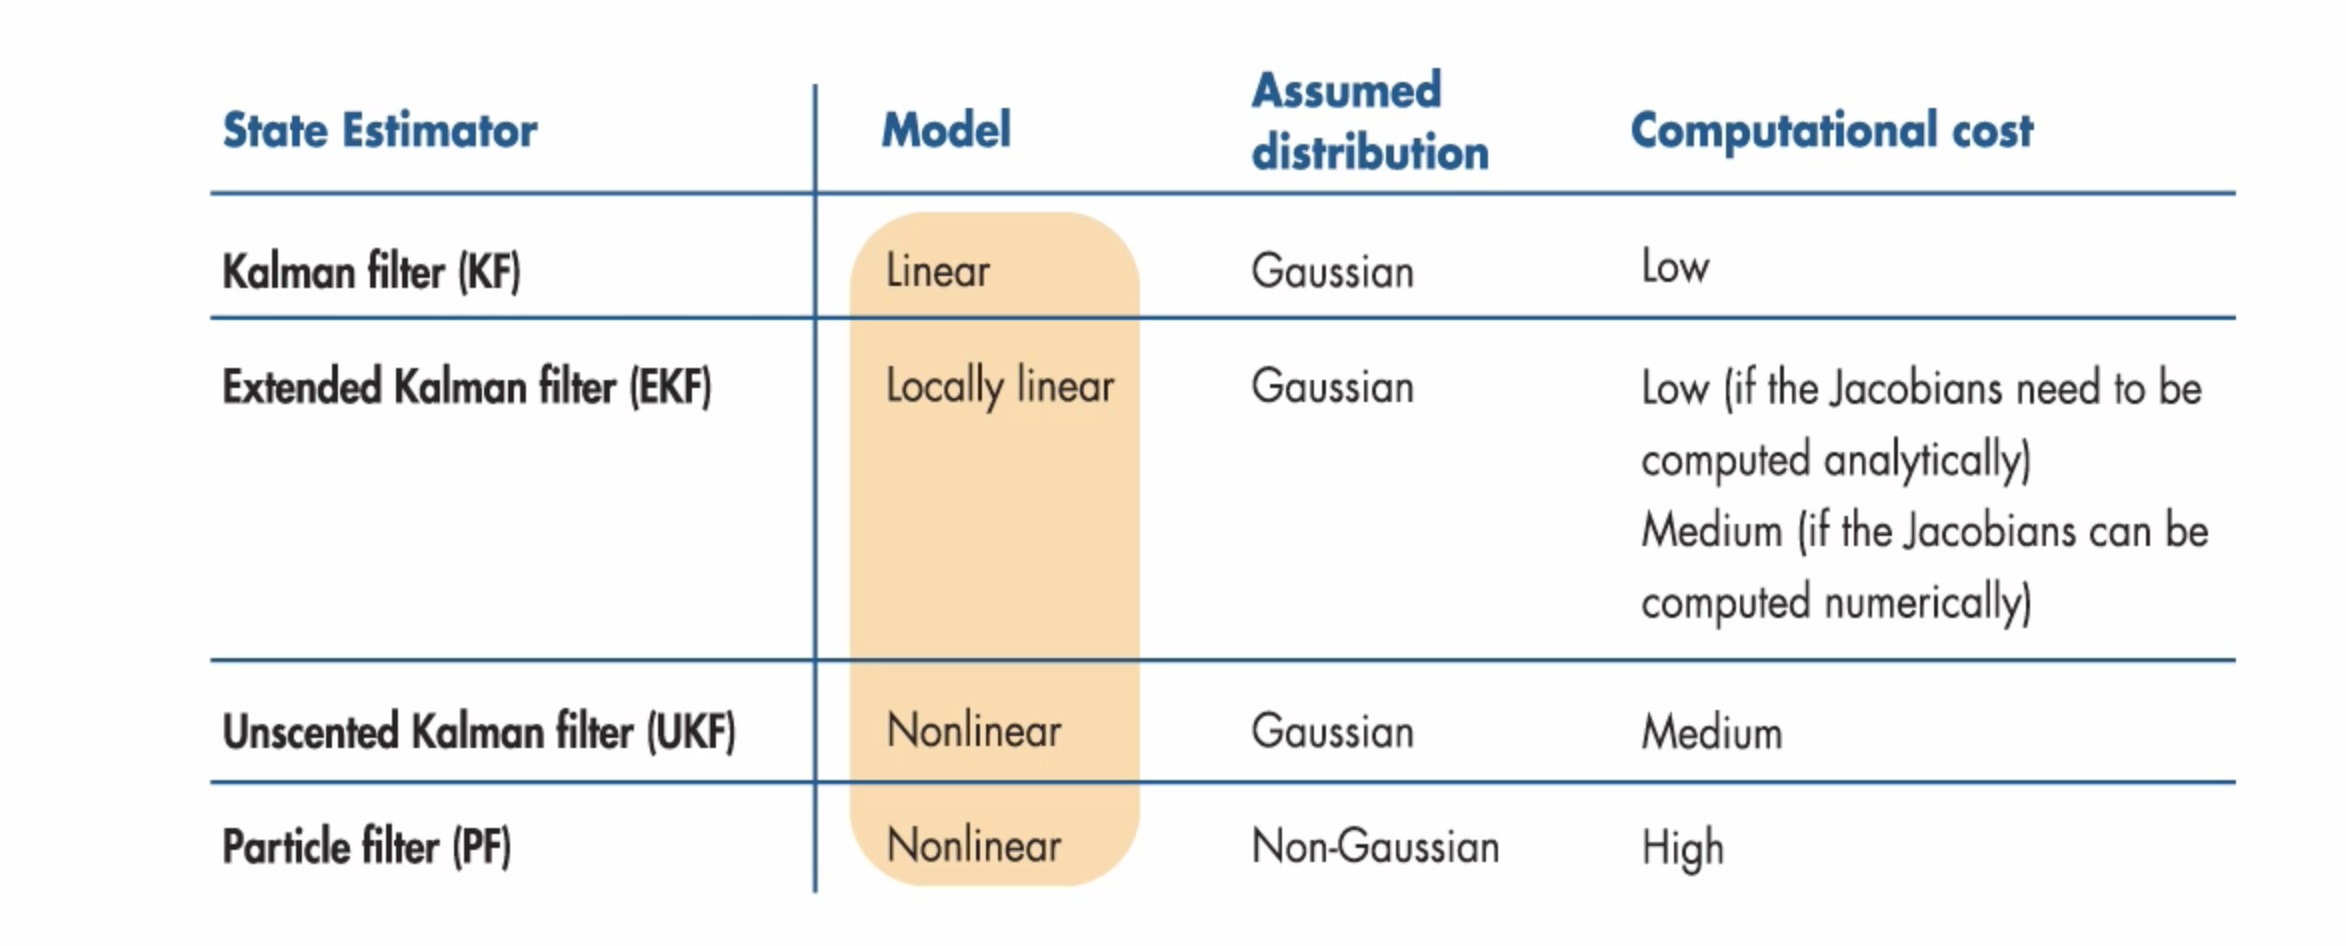 State Estimator
Model
Assumed
distribution
Computational cost
Kalman filter (KF)
Linear
Gaussian
Low
Extended Kalman filter (EKF)
Locally linear
Gaussian
Low (if the Jacobians need to be
computed analytically)
Medium (if the Jacobians can be
computed numerically)
Unscented Kalman filter (UKF)
Nonlinear
Gaussian
Medium
Particle filter (PF)
Nonlinear
Non-Gaussian
High